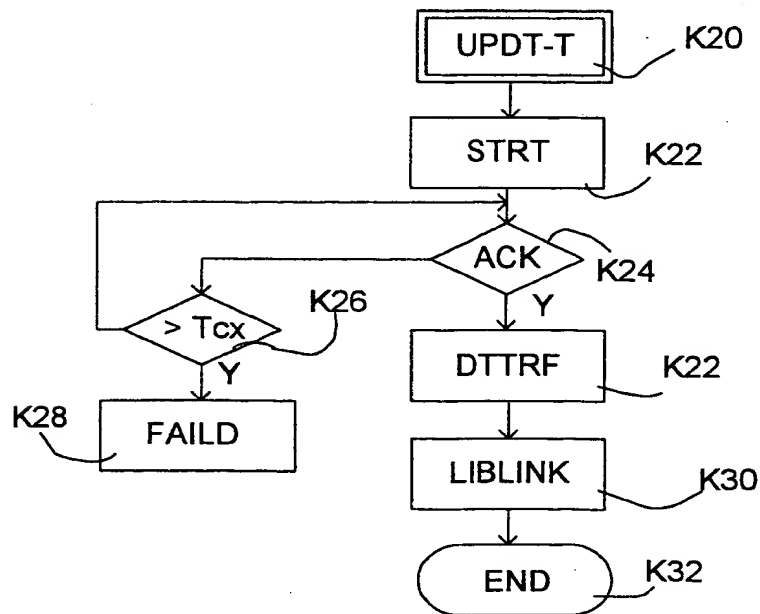 UPDT-T
K20
STRT
K22
ACK
K24
> Tcx
K26
Y
Y
DTTRF
K22
K28
FAILD
LIBLINK
K30
END
K32